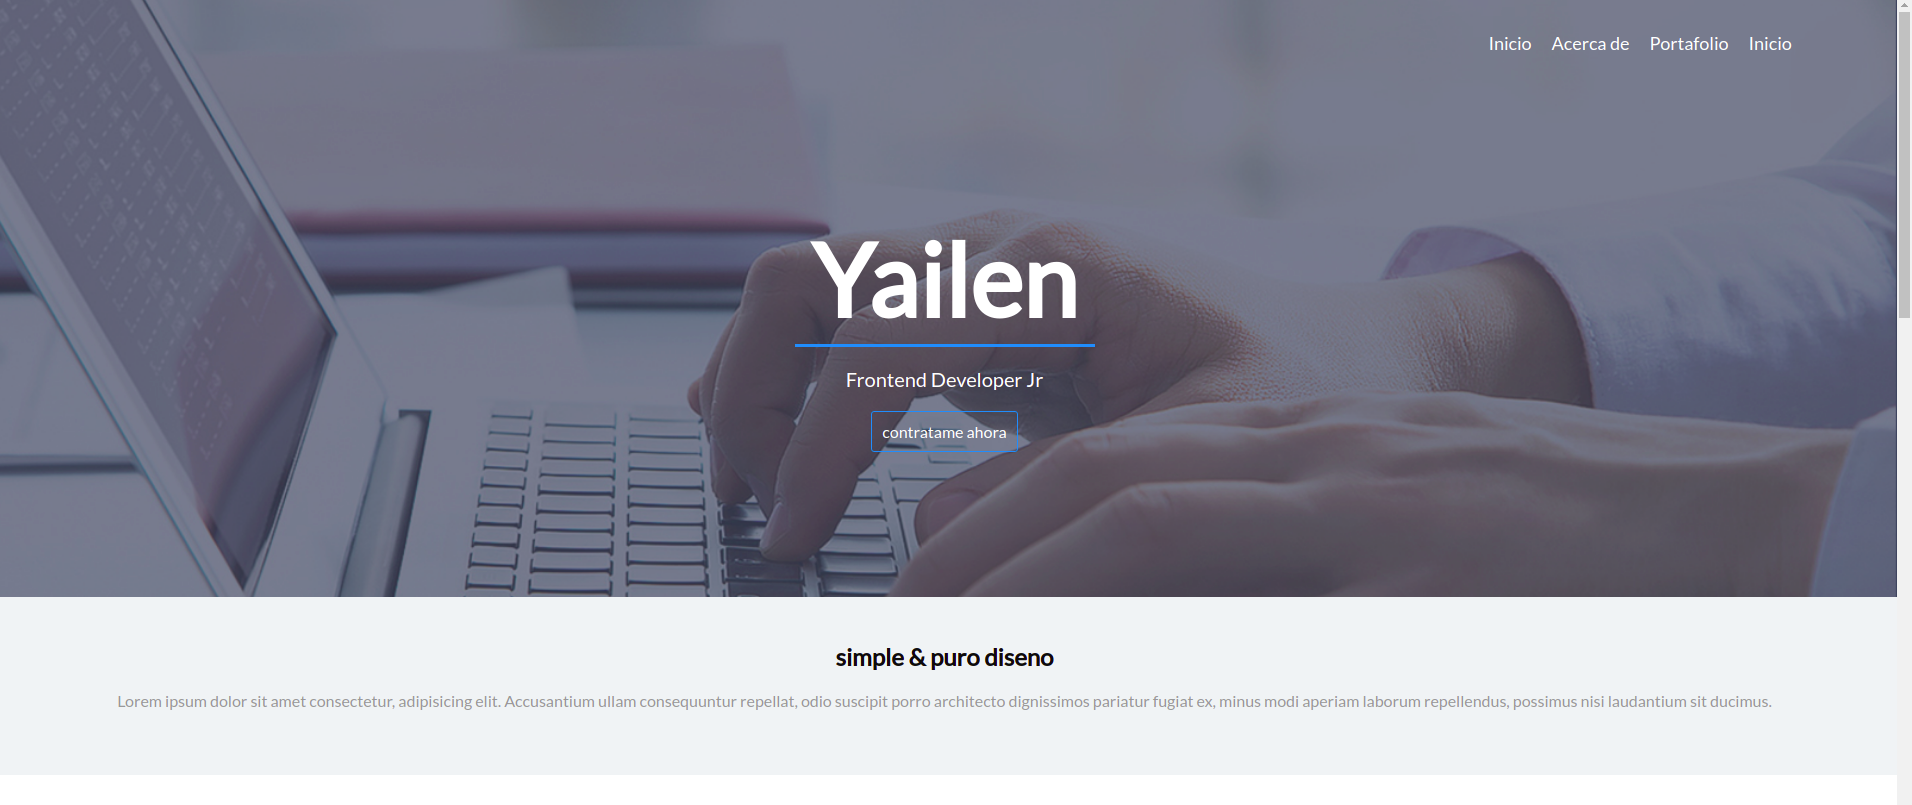 Inicio Acerca de Portafolio Inicio
Yailen
Frontend Developer Jr
contratame ahora
simple & puro diseno
Lorem ipsum dolor sit amet consectetur, adipisicing elit. Accusantium ullam consequuntur repellat, odio suscipit porro architecto dignissimos pariatur fugiat ex, minus modi aperiam laborum repellendus, possimus nisi laudantium sit ducimus.